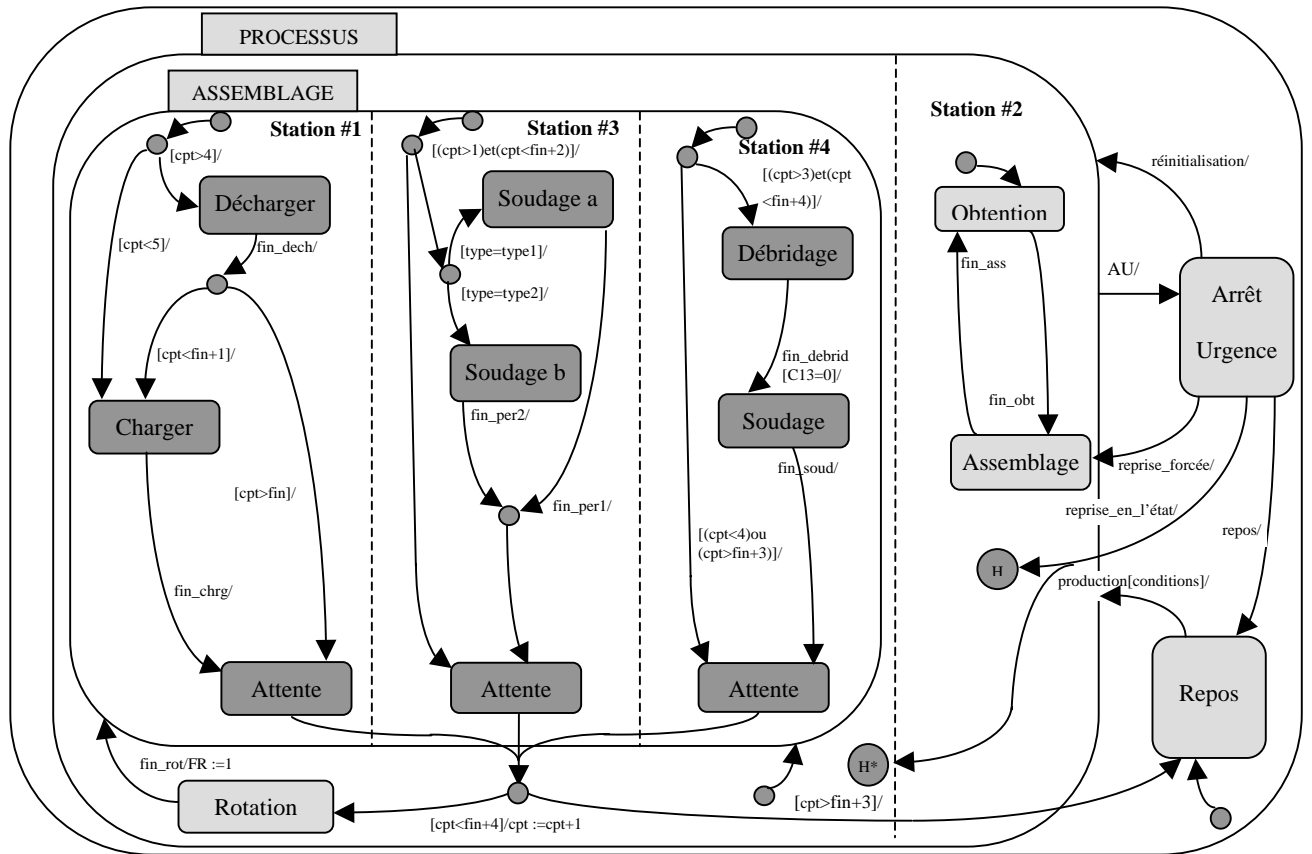 PROCESSUS
ASSEMBLAGE
Station #1
[cpt>4]/
Décharger
[cpt<5]/
fin_dech/
[cpt<fin+1]/
Charger
[cpt>fin]/
fin_chrg/
Attente
Station #3
[(cpt>1)et(cpt<fin+2)]/
Soudage a
[type=type1]/
[type=type2]/
Soudage b
fin_per2/
fin_per1/
Attente
Station #4
[(cpt>3)et(cpt
<fin+4)]/
Débridage
fin_debrid
[C13=0]/
Soudage
fin_soud/
[(cpt<4)ou
(cpt>fin+3)]/
Attente
Station #2
Obtention
fin_ass
fin_obt
Assemblage
H
H*
réinitialisation/
AU/
Arrêt
Urgence
reprise_forcée/
reprise_en_l'état/
repos/
production[conditions]/
Repos
fin_rot/FR :=1
Rotation
[cpt<fin+4]/cpt :=cpt+1
[cpt>fin+3]/